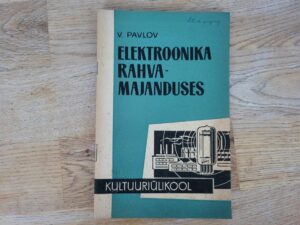 V. PAVLOV
ELEKTROONIKA
RAHVA-
MAJANDUSES
KULTUURIÜLIKOOL